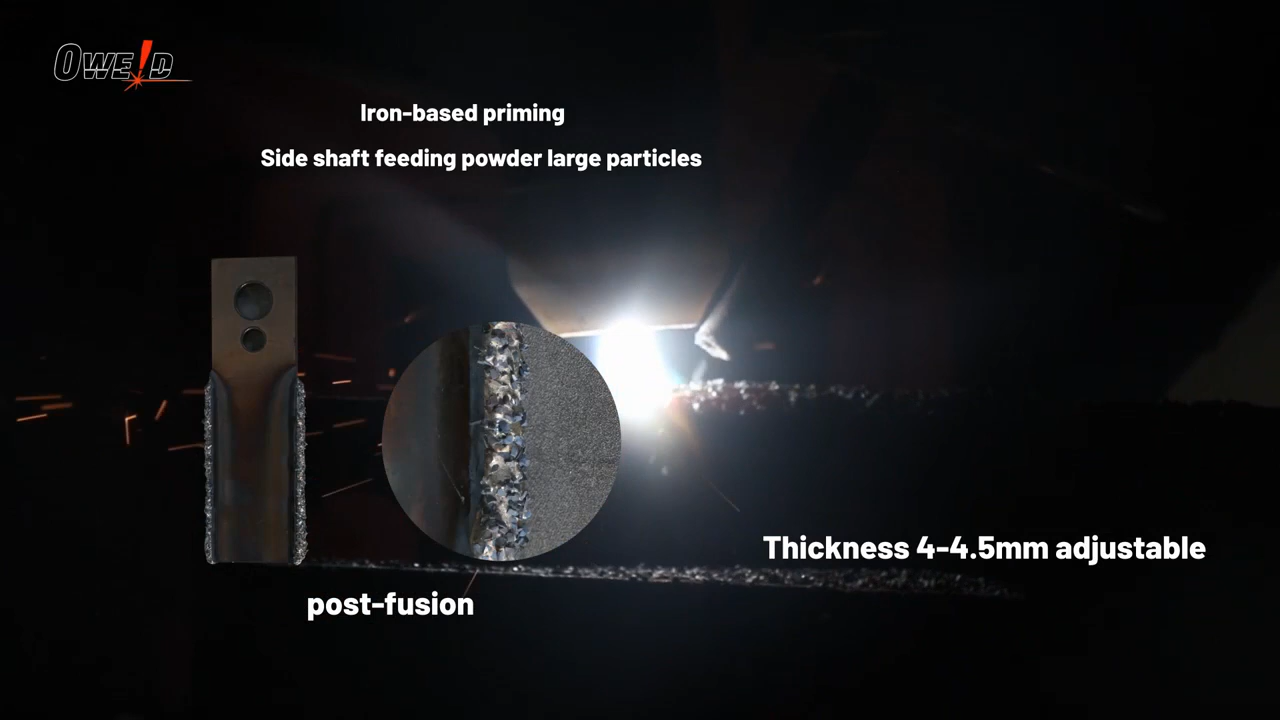 OWE!D
Iron-based priming
Side shaft feeding powder large particles
Thickness 4-4.5mm adjustable
post-fusion